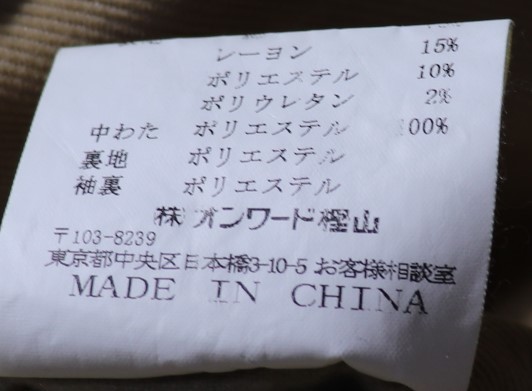 レーヨン 15%
ポリエステル 10%
ポリウレタン 2%
中わた ポリエステル 100%
裏地 ポリエステル
袖裏 ポリエステル
㈱オンワード樫山
〒103-8239
東京都中央区日本橋3-10-5 お客様相談室
MADE IN CHINA